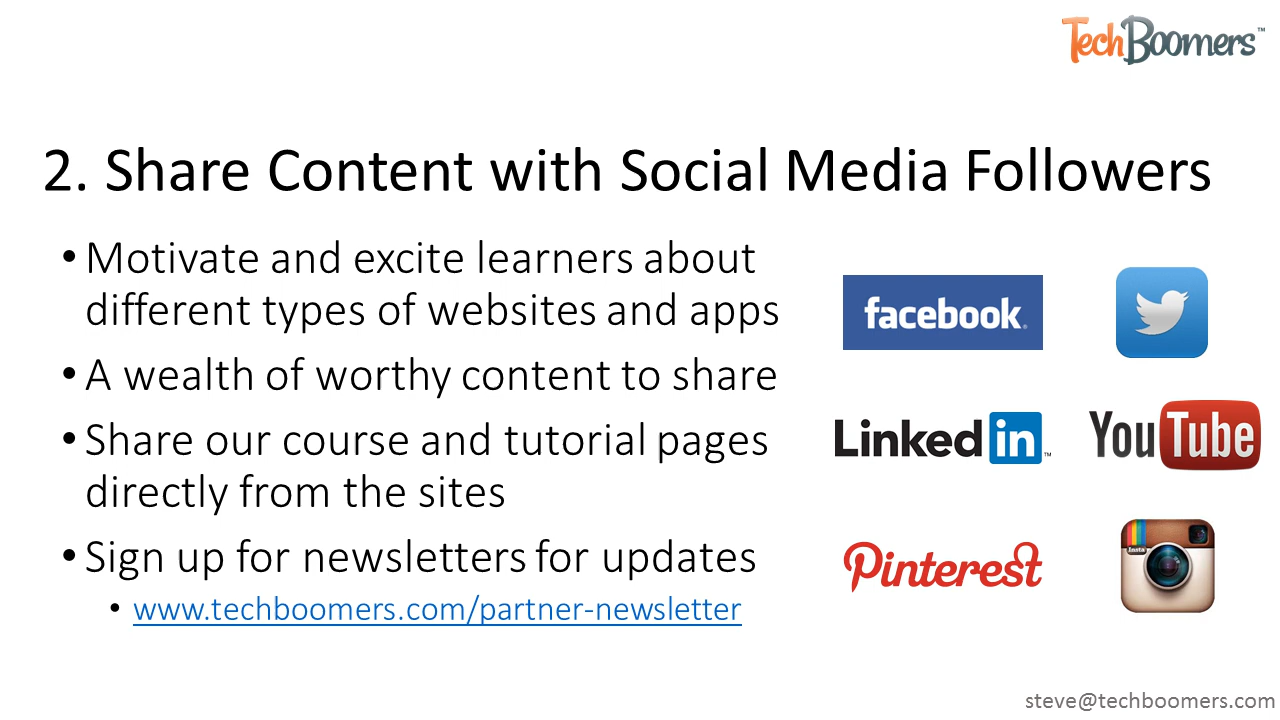 TechBoomers™
2. Share Content with Social Media Followers
• Motivate and excite learners about
different types of websites and apps
• A wealth of worthy content to share
• Share our course and tutorial pages
directly from the sites
• Sign up for newsletters for updates
• www.techboomers.com/partner-newsletter
facebook®
LinkedIn™
YouTube
Pinterest
Insta
steve@techboomers.com